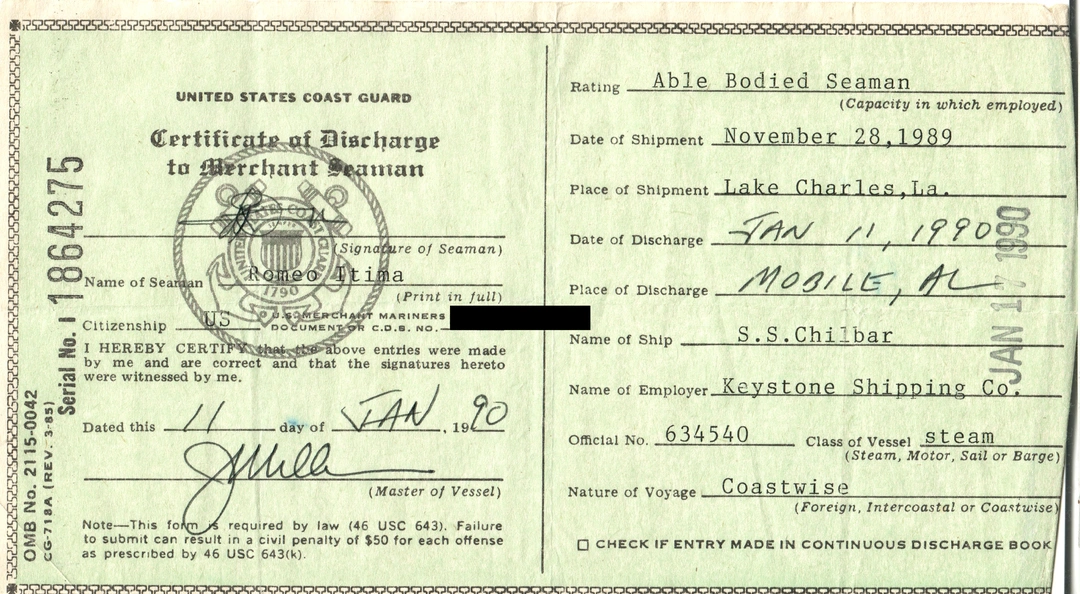 UNITED STATES COAST GUARD
Certificate of Discharge
to Merchant Seaman
(Signature of Seaman)
Name of Seaman Romeo Itima
(Print in full)
Citizenship US U.S. MERCHANT MARINERS
DOCUMENT OR C.D.B. NO.
I HEREBY CERTIFY that the above entries were made
by me and are correct and that the signatures hereto
were witnessed by me.
Dated this 11 day of JAN, 1990
(Master of Vessel)
Note—This form is required by law (46 USC 643). Failure
to submit can result in a civil penalty of $50 for each offense
as prescribed by 46 USC 643(k).
Serial No. I 1864275
OMB No. 2115-0042
CG-718A (REV. 3-85)
UNITED STATES COAST GUARD
1790
Rating Able Bodied Seaman
(Capacity in which employed)
Date of Shipment November 28,1989
Place of Shipment Lake Charles,La.
Date of Discharge JAN 11, 1990
Place of Discharge MOBILE, AL
Name of Ship S.S.Chilbar
Name of Employer Keystone Shipping Co.
Official No. 634540 Class of Vessel steam
(Steam, Motor, Sail or Barge)
Nature of Voyage Coastwise
(Foreign, Intercoastal or Coastwise)
☐ CHECK IF ENTRY MADE IN CONTINUOUS DISCHARGE BOOK
JAN 17 1990